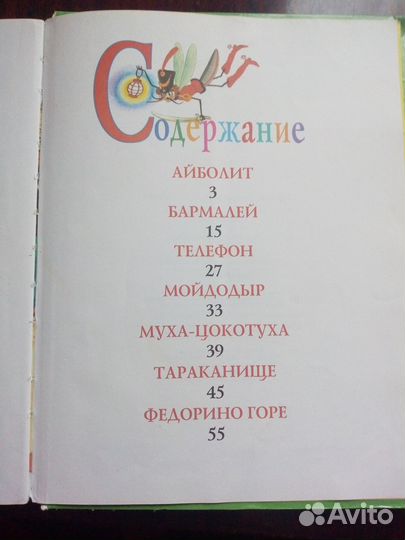 Содержание
АЙБОЛИТ
3
БАРМАЛЕЙ
15
ТЕЛЕФОН
27
МОЙДОДЫР
33
МУХА-ЦОКОТУХА
39
ТАРАКАНИЩЕ
45
ФЕДОРИНО ГОРЕ
55
Avito